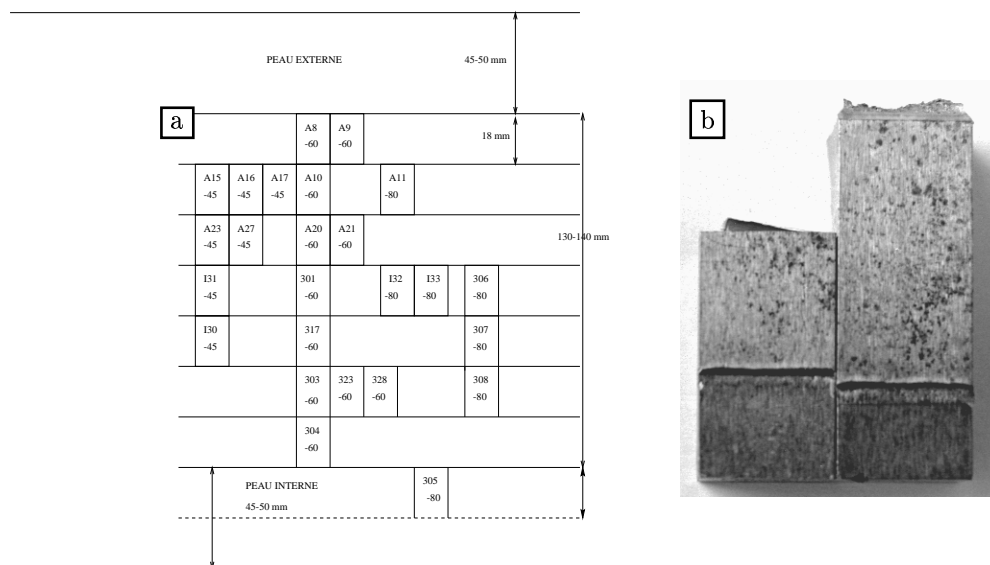 PEAU EXTERNE
45-50 mm
a
b
A8 A9
-60 -60
18 mm
A15 A16 A17 A10 A11
-45 -45 -45 -60 -80
A23 A27 A20 A21
-45 -45 -60 -60
130-140 mm
I31 301 I32 I33 306
-45 -60 -80 -80 -80
I30 317 307
-45 -60 -80
303 323 328 308
-60 -60 -60 -80
304
-60
PEAU INTERNE
45-50 mm
305
-80